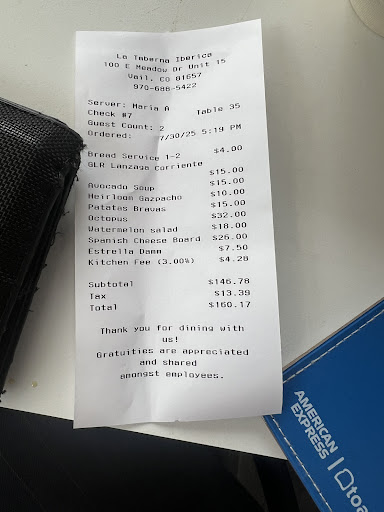 La Taberna Iberica
100 E Meadow Dr Unit 15
Vail, CO 81657
970-688-5422
Server: Maria A
Check #7 Table 35
Guest Count: 2
Ordered: 7/30/25 5:19 PM
Bread Service 1-2 $4.00
GLR Lanzaga Corriente
$15.00
Avocado Soup $15.00
Heirloom Gazpacho $10.00
Patatas Bravas $15.00
Octopus $32.00
Watermelon salad $18.00
Spanish Cheese Board $26.00
Estrella Damm $7.50
Kitchen Fee (3.00%) $4.28
Subtotal $146.78
Tax $13.39
Total $160.17
Thank you for dining with
us!
Gratuities are appreciated
and shared
amongst employees.
AMERICAN
EXPRESS
toa